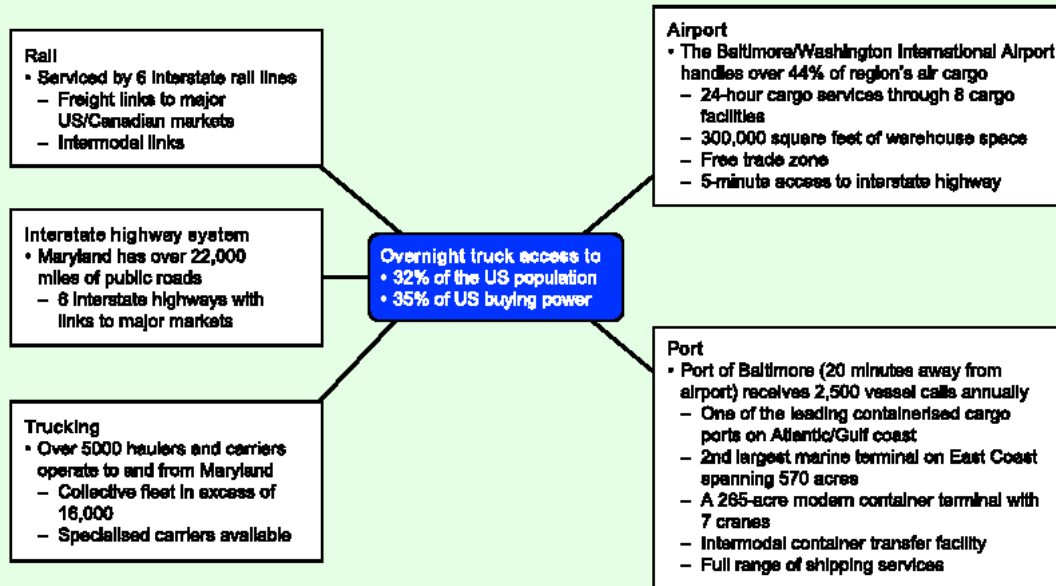 Rail
• Serviced by 6 interstate rail lines
– Freight links to major
US/Canadian markets
– Intermodal links
Interstate highway system
• Maryland has over 22,000
miles of public roads
– 6 interstate highways with
links to major markets
Trucking
• Over 5000 haulers and carriers
operate to and from Maryland
– Collective fleet in excess of
16,000
– Specialised carriers available
Overnight truck access to
• 32% of the US population
• 35% of US buying power
Airport
• The Baltimore/Washington International Airport
handles over 44% of region's air cargo
– 24-hour cargo services through 8 cargo
facilities
– 300,000 square feet of warehouse space
– Free trade zone
– 5-minute access to interstate highway
Port
• Port of Baltimore (20 minutes away from
airport) receives 2,500 vessel calls annually
– One of the leading containerised cargo
ports on Atlantic/Gulf coast
– 2nd largest marine terminal on East Coast
spanning 570 acres
– A 265-acre modern container terminal with
7 cranes
– Intermodal container transfer facility
– Full range of shipping services